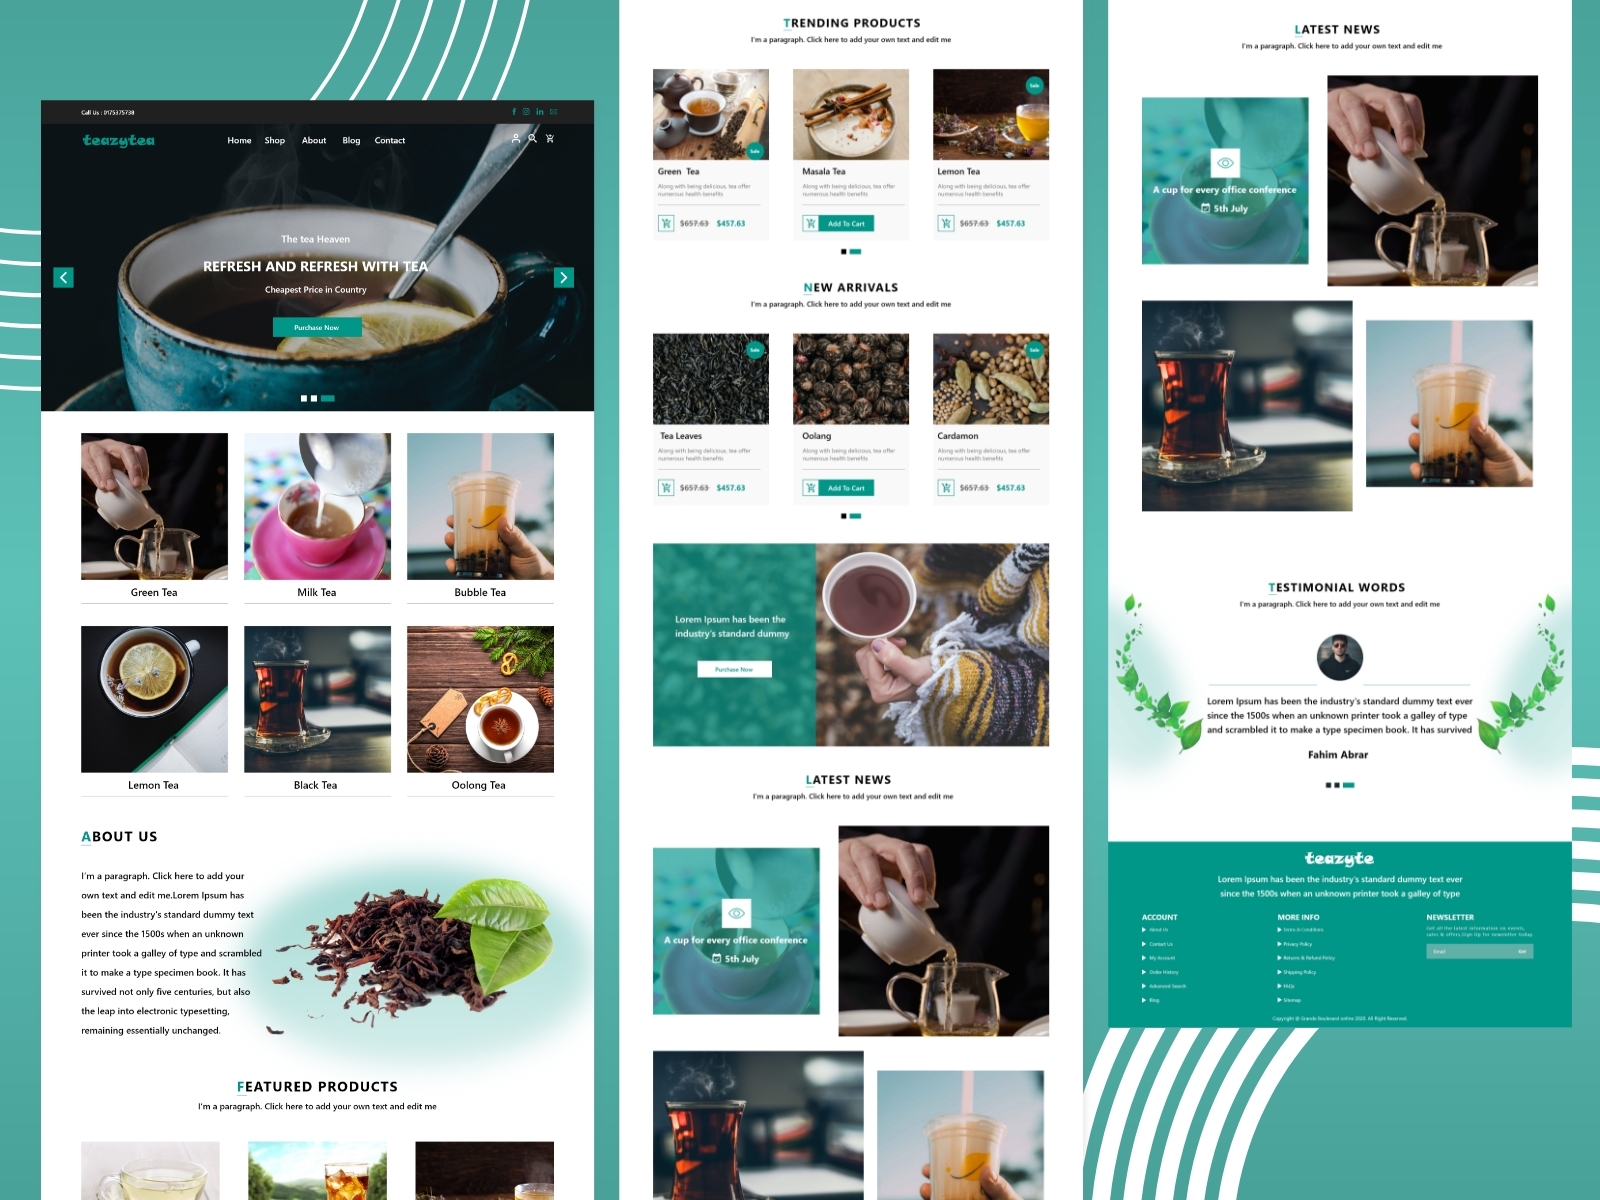 Call Us : 0175375738
teazytea
Home Shop About Blog Contact
The tea Heaven
REFRESH AND REFRESH WITH TEA
Cheapest Price in Country
Purchase Now
Green Tea
Milk Tea
Bubble Tea
Lemon Tea
Black Tea
Oolong Tea
ABOUT US
I'm a paragraph. Click here to add your
own text and edit me.Lorem Ipsum has
been the industry's standard dummy text
ever since the 1500s when an unknown
printer took a galley of type and scrambled
it to make a type specimen book. It has
survived not only five centuries, but also
the leap into electronic typesetting,
remaining essentially unchanged.
FEATURED PRODUCTS
I'm a paragraph. Click here to add your own text and edit me
TRENDING PRODUCTS
I'm a paragraph. Click here to add your own text and edit me
Sale
Green Tea
Along with being delicious, tea offer
numerous health benefits
$657.63 $457.63
Masala Tea
Along with being delicious, tea offer
numerous health benefits
Add To Cart
Sale
Lemon Tea
Along with being delicious, tea offer
numerous health benefits
$657.63 $457.63
NEW ARRIVALS
I'm a paragraph. Click here to add your own text and edit me
Sale
Tea Leaves
Along with being delicious, tea offer
numerous health benefits
$657.63 $457.63
Oolang
Along with being delicious, tea offer
numerous health benefits
Add To Cart
Sale
Cardamon
Along with being delicious, tea offer
numerous health benefits
$657.63 $457.63
Lorem Ipsum has been the
industry's standard dummy
Purchase Now
LATEST NEWS
I'm a paragraph. Click here to add your own text and edit me
A cup for every office conference
5th July
LATEST NEWS
I'm a paragraph. Click here to add your own text and edit me
A cup for every office conference
5th July
TESTIMONIAL WORDS
I'm a paragraph. Click here to add your own text and edit me
Lorem Ipsum has been the industry's standard dummy text ever
since the 1500s when an unknown printer took a galley of type
and scrambled it to make a type specimen book. It has survived
Fahim Abrar
teazyte
Lorem Ipsum has been the industry's standard dummy text ever
since the 1500s when an unknown printer took a galley of type
ACCOUNT
About Us
Contact Us
My Account
Order History
Advanced Search
Blog
MORE INFO
Terms & Conditions
Privacy Policy
Returns & Refund Policy
Shipping Policy
FAQs
Sitemap
NEWSLETTER
Get all the latest information on events,
sales & offers.Sign Up for newsletter today.
Email Go!
Copyright @ Grande Boulevard online 2020. All Right Reserved.